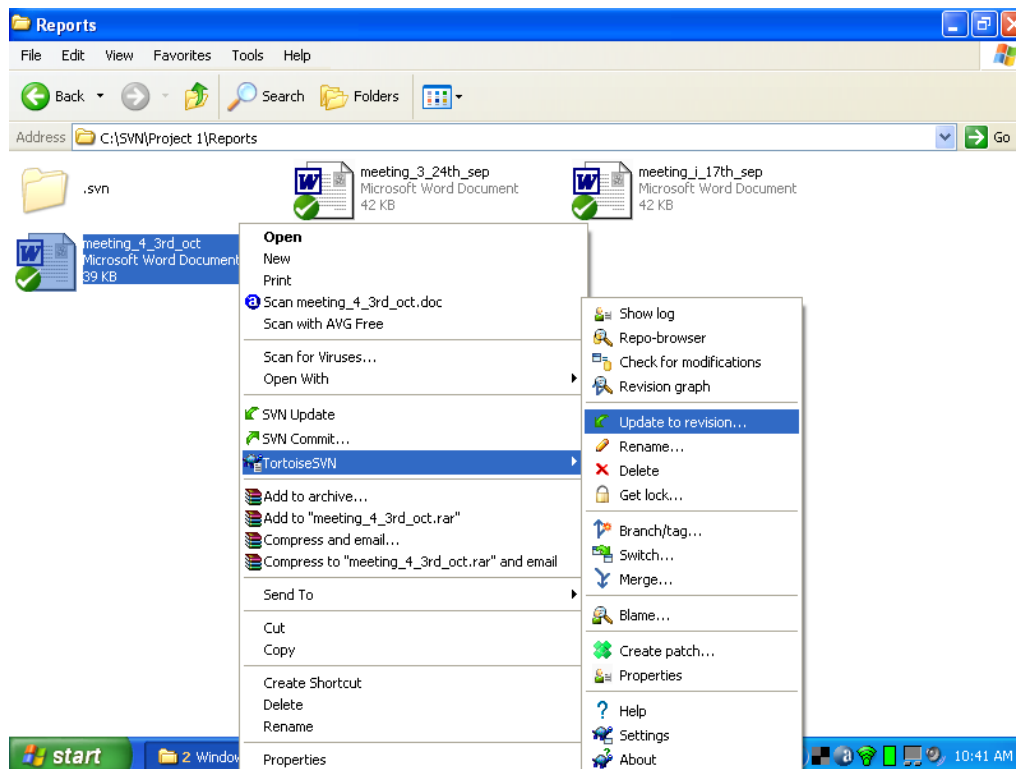 Reports
File Edit View Favorites Tools Help
Back Search Folders
Address C:\SVN\Project 1\Reports Go
.svn
meeting_3_24th_sep
Microsoft Word Document
42 KB
meeting_i_17th_sep
Microsoft Word Document
42 KB
meeting_4_3rd_oct
Microsoft Word Document
39 KB
Open
New
Print
Scan meeting_4_3rd_oct.doc
Scan with AVG Free
Scan for Viruses...
Open With
SVN Update
SVN Commit...
TortoiseSVN
Add to archive...
Add to "meeting_4_3rd_oct.rar"
Compress and email...
Compress to "meeting_4_3rd_oct.rar" and email
Send To
Cut
Copy
Create Shortcut
Delete
Rename
Properties
Show log
Repo-browser
Check for modifications
Revision graph
Update to revision...
Rename...
Delete
Get lock...
Branch/tag...
Switch...
Merge...
Blame...
Create patch...
Properties
Help
Settings
About
start 2 Window 10:41 AM